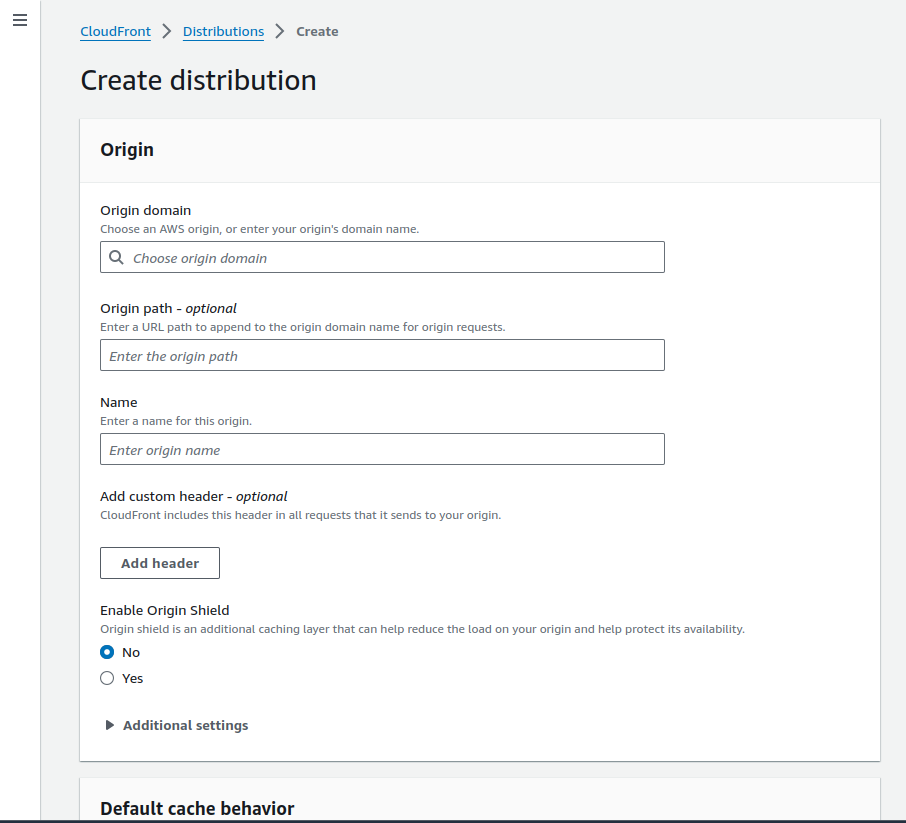 CloudFront > Distributions > Create
Create distribution
Origin
Origin domain
Choose an AWS origin, or enter your origin's domain name.
Choose origin domain
Origin path - optional
Enter a URL path to append to the origin domain name for origin requests.
Enter the origin path
Name
Enter a name for this origin.
Enter origin name
Add custom header - optional
CloudFront includes this header in all requests that it sends to your origin.
Add header
Enable Origin Shield
Origin shield is an additional caching layer that can help reduce the load on your origin and help protect its availability.
No
Yes
Additional settings
Default cache behavior